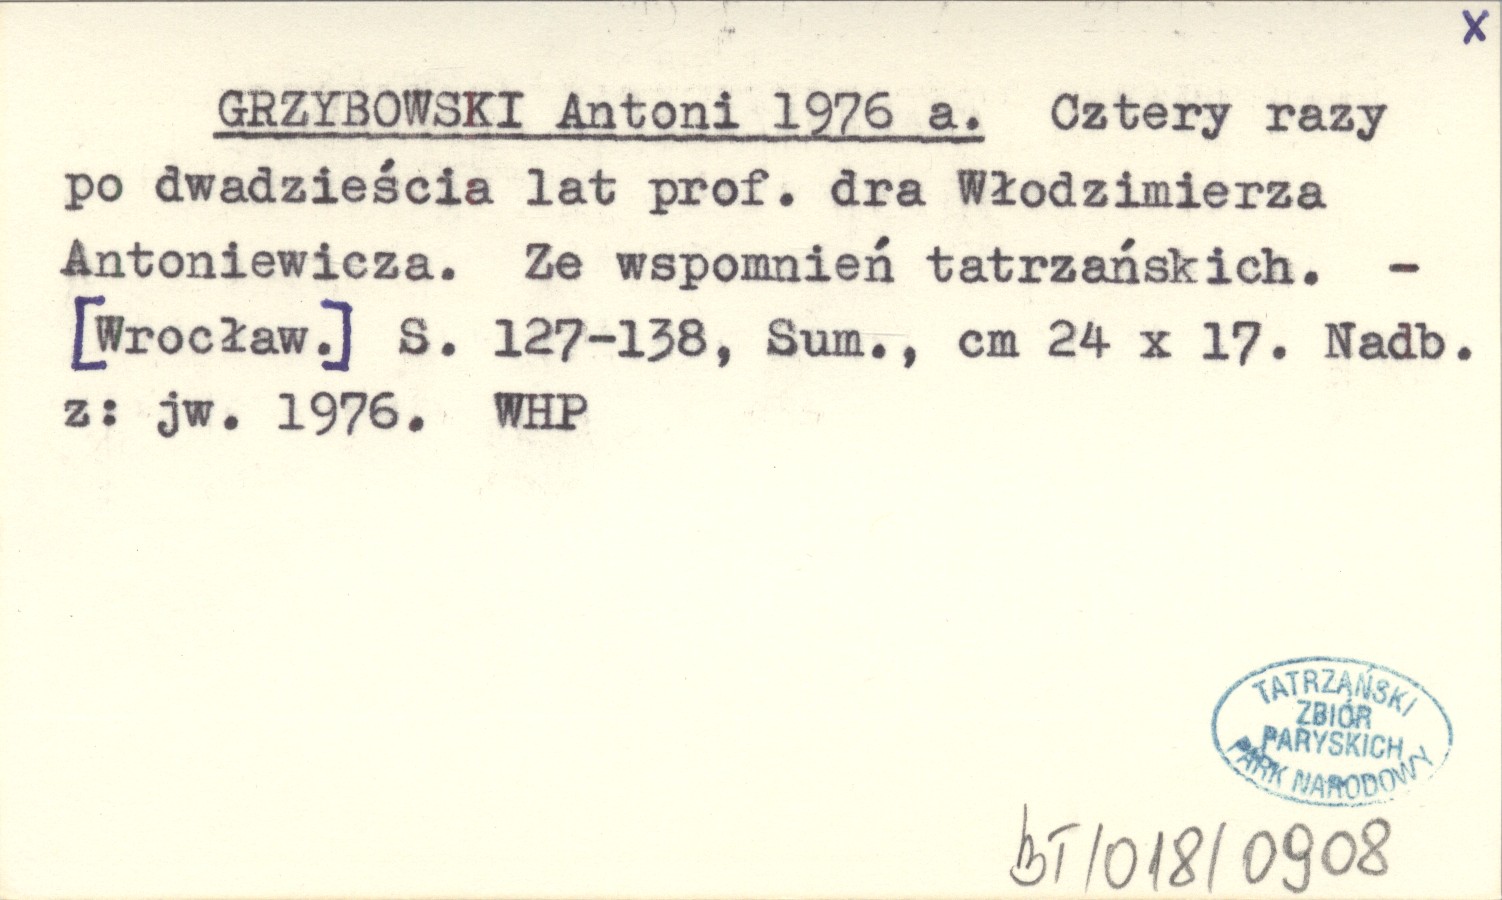 X
GRZYBOWSKI Antoni 1976 a. Cztery razy
po dwadzieścia lat prof. dra Włodzimierza
Antoniewicza. Ze wspomnień tatrzańskich. -
[Wrocław.] S. 127-138, Sum., cm 24 x 17. Nadb.
z: jw. 1976. WHP
TATRZAŃSKI
ZBIÓR
PARYSKICH
PARK NARODOWY
BT/018/0908